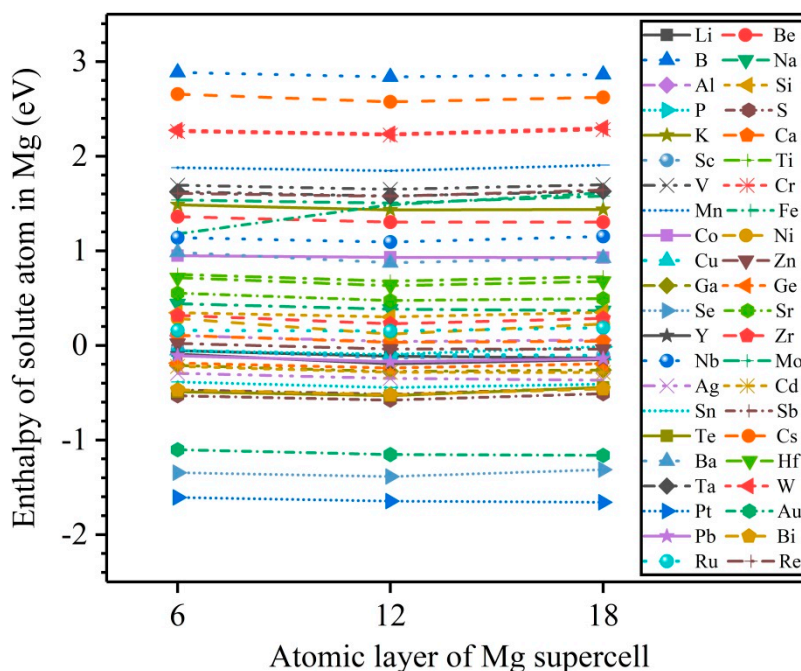 Enthalpy of solute atom in Mg (eV)
3
2
1
0
-1
-2
6 12 18
Atomic layer of Mg supercell
Li Be
B Na
Al Si
P S
K Ca
Sc Ti
V Cr
Mn Fe
Co Ni
Cu Zn
Ga Ge
Se Sr
Y Zr
Nb Mo
Ag Cd
Sn Sb
Te Cs
Ba Hf
Ta W
Pt Au
Pb Bi
Ru Re